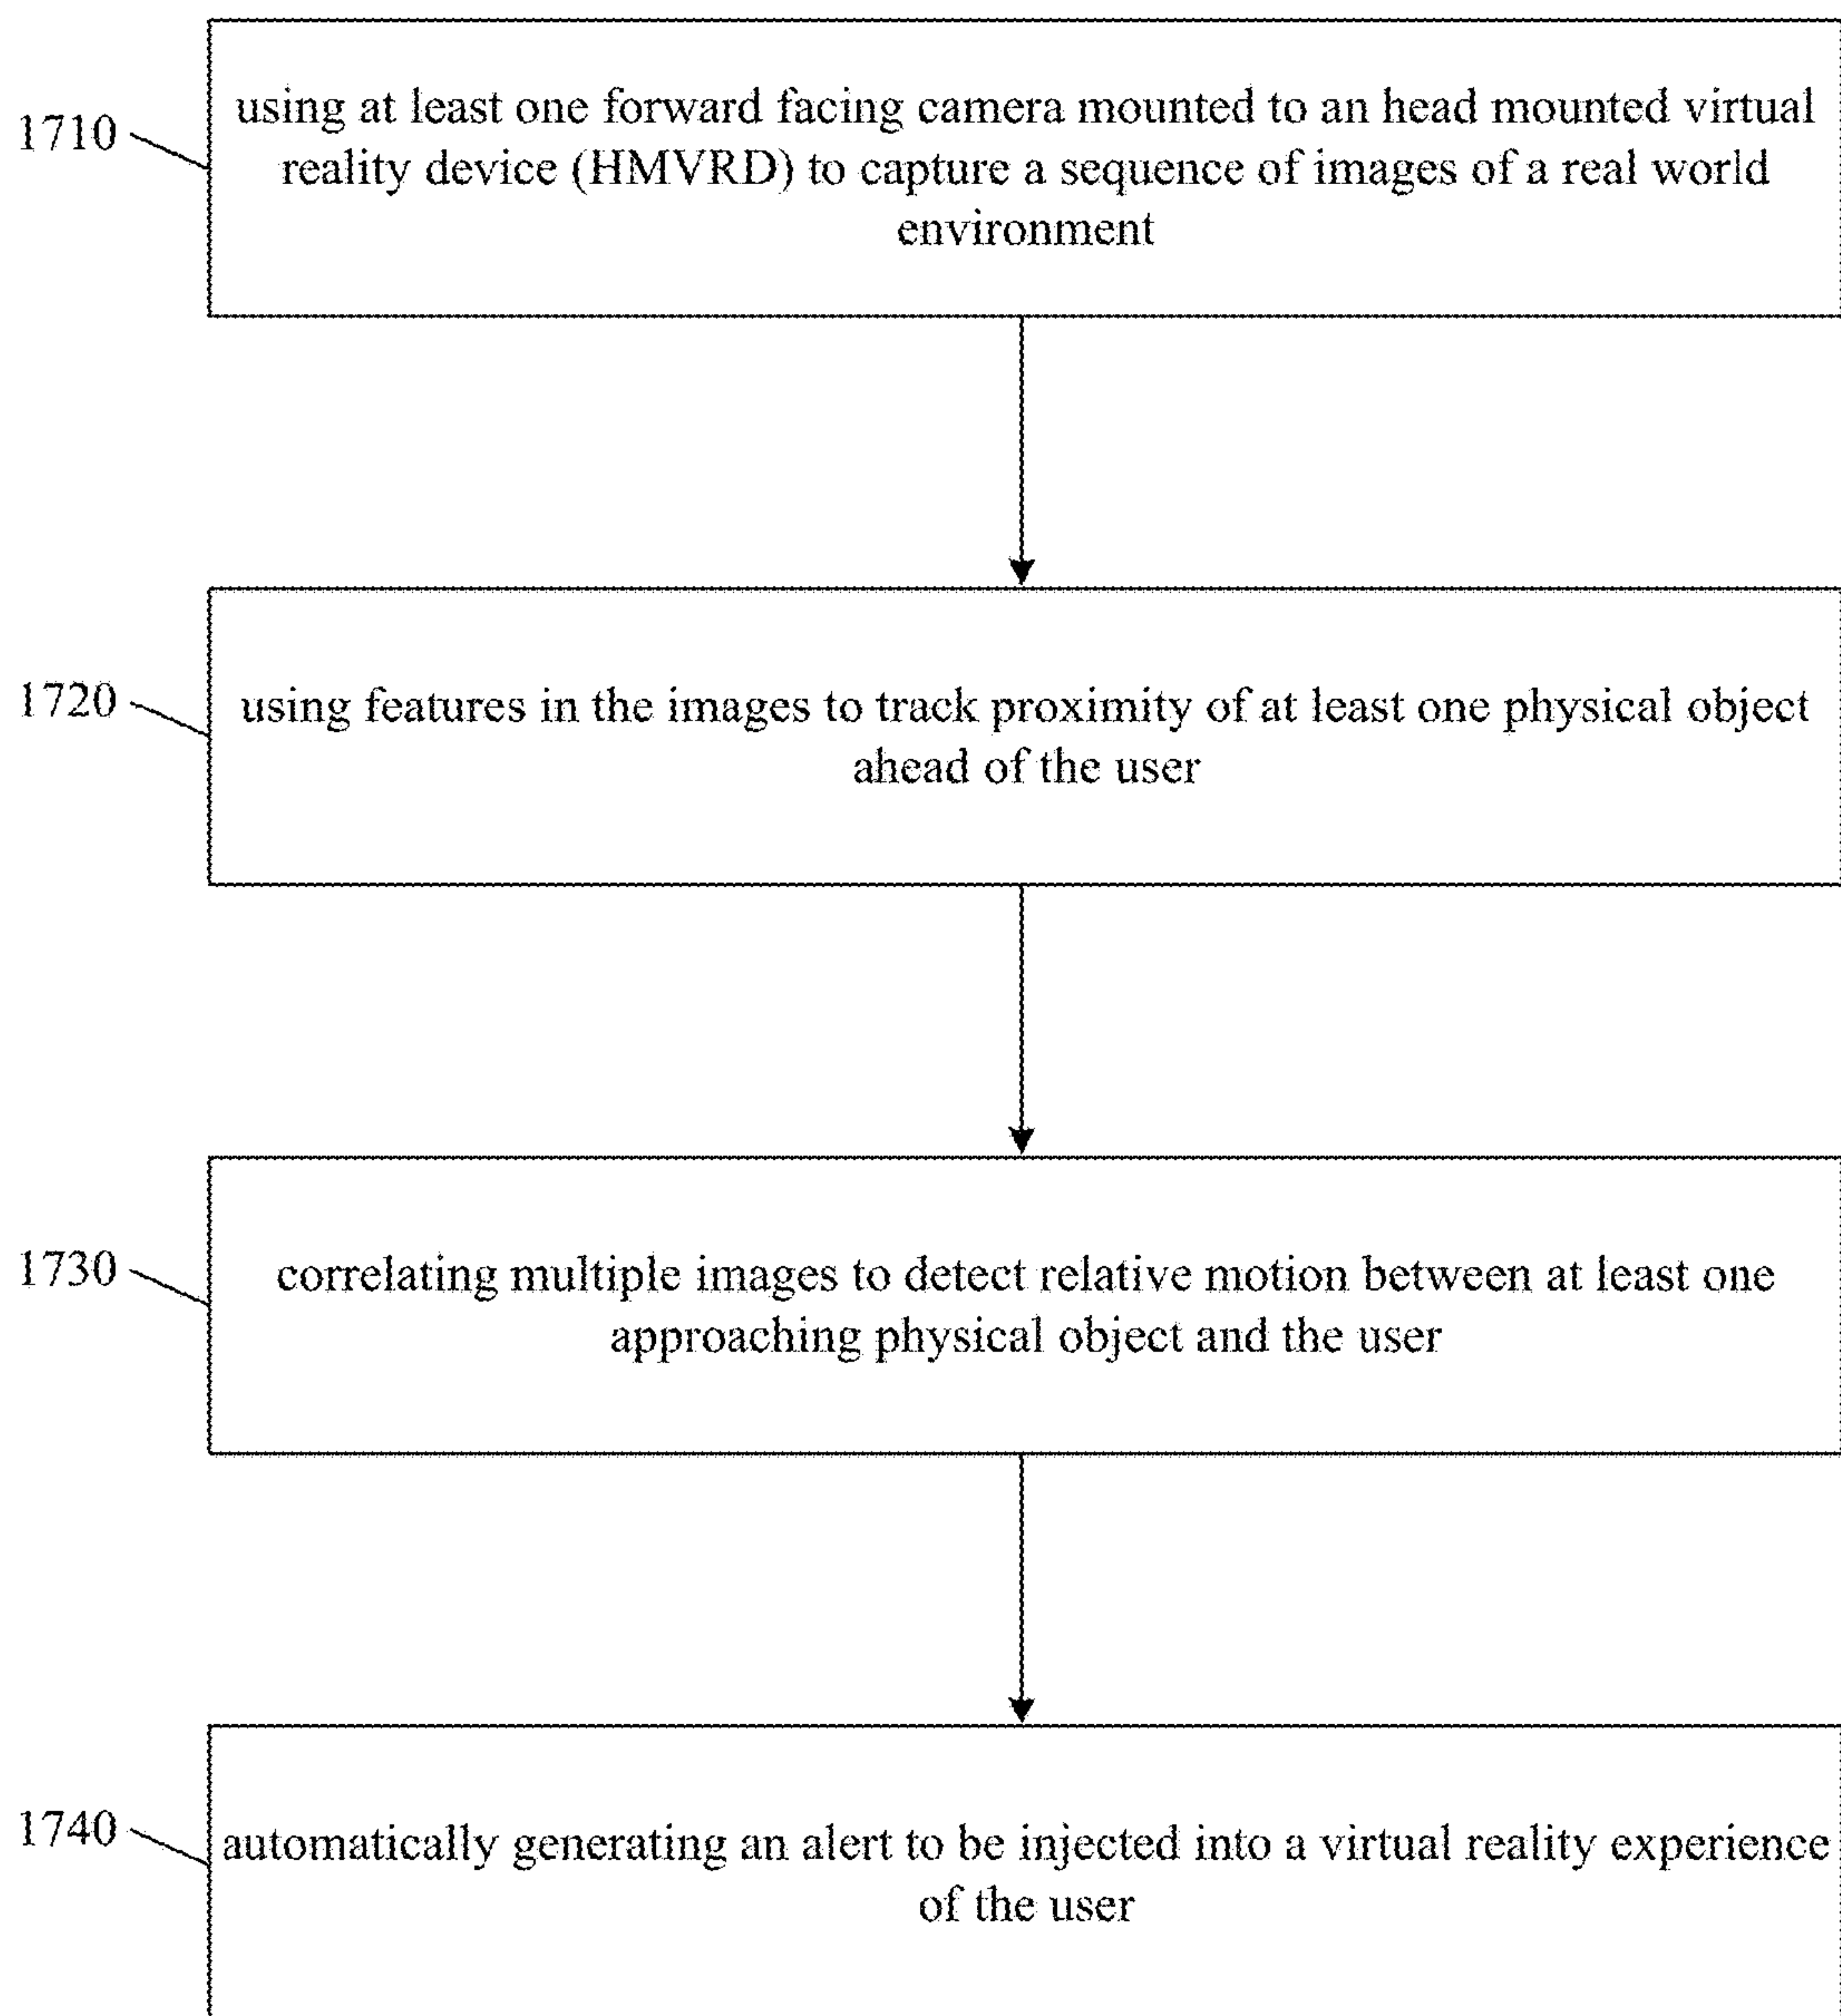 1710
using at least one forward facing camera mounted to an head mounted virtual
reality device (HMVRD) to capture a sequence of images of a real world
environment
1720
using features in the images to track proximity of at least one physical object
ahead of the user
1730
correlating multiple images to detect relative motion between at least one
approaching physical object and the user
1740
automatically generating an alert to be injected into a virtual reality experience
of the user